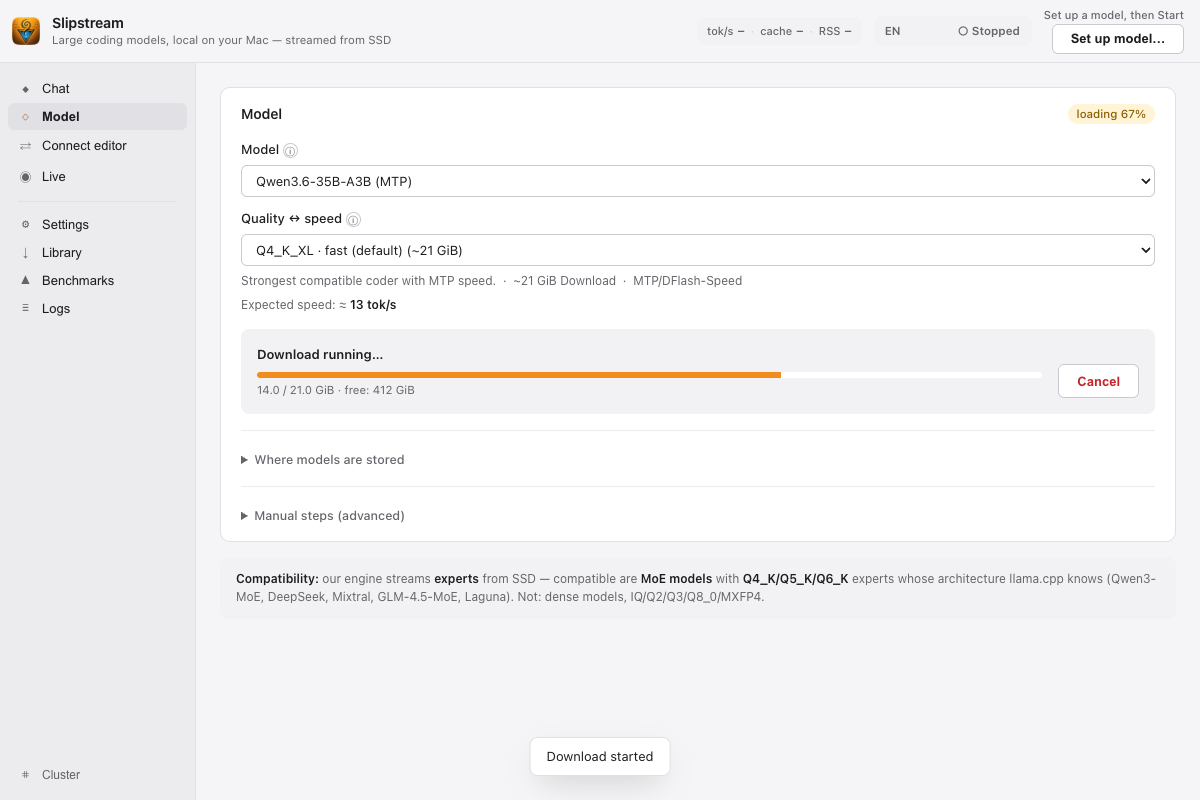 Slipstream
Large coding models, local on your Mac — streamed from SSD
tok/s – · cache – · RSS –
EN
Stopped
Set up a model, then Start
Set up model...
Chat
Model
Connect editor
Live
Settings
Library
Benchmarks
Logs
Cluster
Model
loading 67%
Model
Qwen3.6-35B-A3B (MTP)
Quality ↔ speed
Q4_K_XL · fast (default) (~21 GiB)
Strongest compatible coder with MTP speed. · ~21 GiB Download · MTP/DFlash-Speed
Expected speed: ≈ 13 tok/s
Download running...
14.0 / 21.0 GiB · free: 412 GiB
Cancel
Where models are stored
Manual steps (advanced)
Compatibility: our engine streams experts from SSD — compatible are MoE models with Q4_K/Q5_K/Q6_K experts whose architecture llama.cpp knows (Qwen3-
MoE, DeepSeek, Mixtral, GLM-4.5-MoE, Laguna). Not: dense models, IQ/Q2/Q3/Q8_0/MXFP4.
Download started